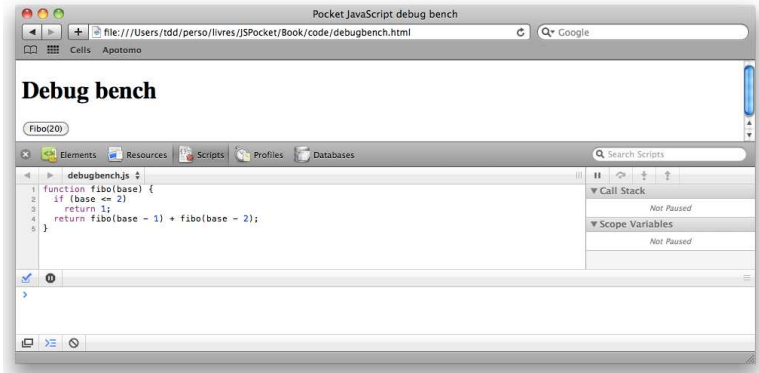 Pocket JavaScript debug bench
file:///Users/tdd/perso/livres/JSPocket/Book/code/debugbench.html
Google
Cells Apotomo
Debug bench
Fibo(20)
Elements Resources Scripts Profiles Databases
Search Scripts
debugbench.js
1 function fibo(base) {
2 if (base <= 2)
3 return 1;
4 return fibo(base - 1) + fibo(base - 2);
5 }
Call Stack
Not Paused
Scope Variables
Not Paused